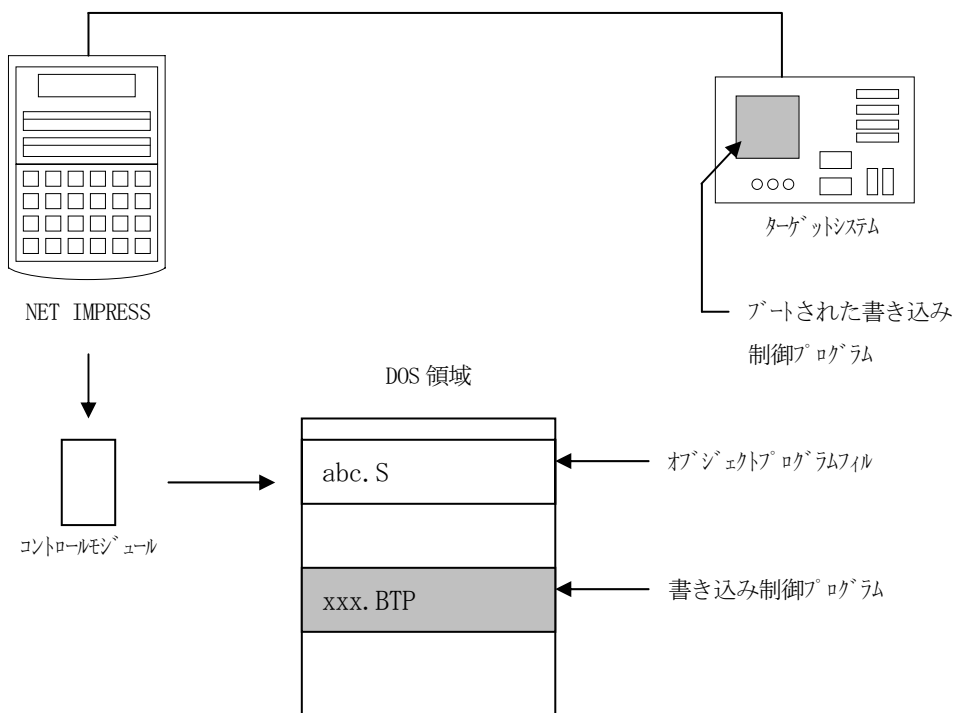 ﾀｰｹﾞｯﾄｼｽﾃﾑ
NET IMPRESS
ﾌﾞｰﾄされた書き込み
制御ﾌﾟﾛｸﾞﾗﾑ
DOS 領域
abc.S
ｵﾌﾞｼﾞｪｸﾄﾌﾟﾛｸﾞﾗﾑﾌｨﾙ
ｺﾝﾄﾛｰﾙﾓｼﾞｭｰﾙ
xxx.BTP
書き込み制御ﾌﾟﾛｸﾞﾗﾑ